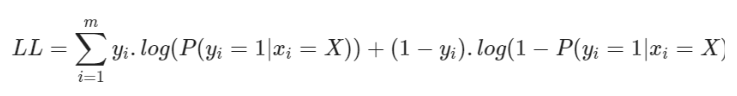 LL = \sum_{i=1}^{m} y_i. log(P(y_i = 1|x_i = X)) + (1 − y_i). log(1 − P(y_i = 1|x_i = X)